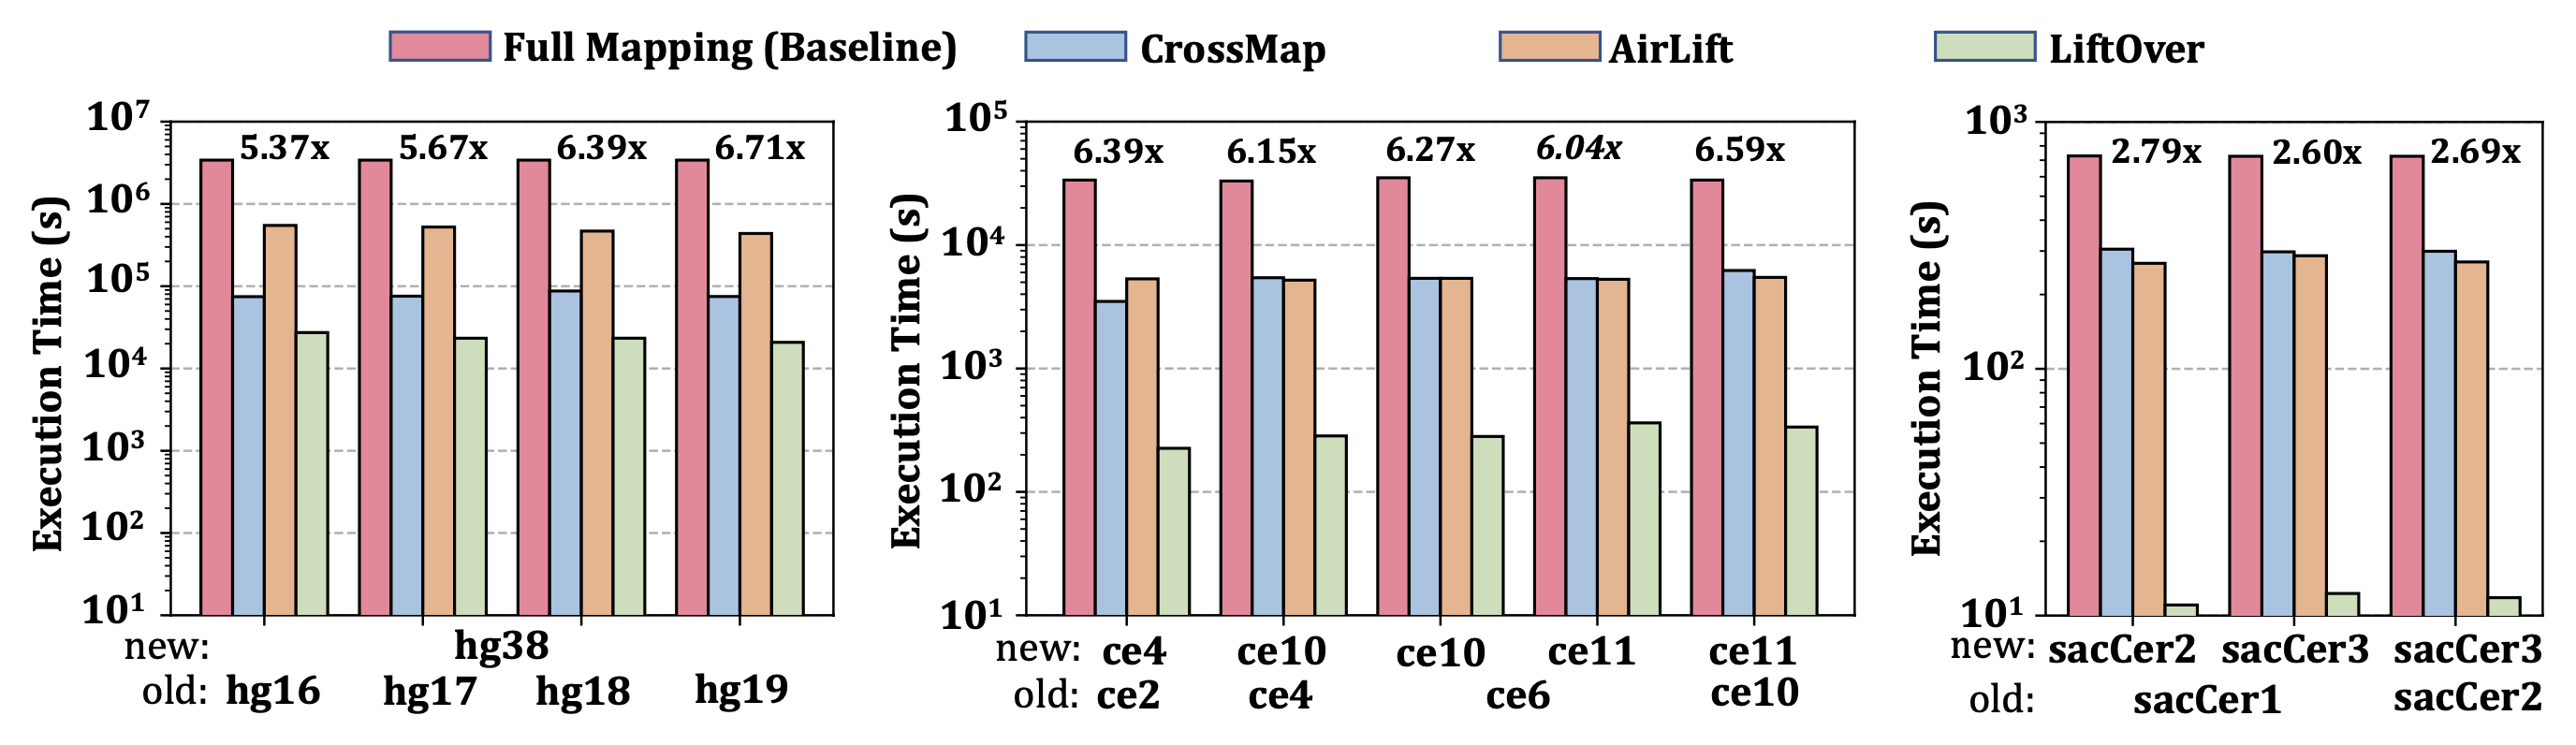 Full Mapping (Baseline) CrossMap AirLift LiftOver
Execution Time (s)
10⁷
10⁶
10⁵
10⁴
10³
10² 
10¹
5.37x 5.67x 6.39x 6.71x
new: hg38
old: hg16 hg17 hg18 hg19
Execution Time (s)
10⁵
10⁴
10³
10²
10¹
6.39x 6.15x 6.27x 6.04x 6.59x
new: ce4 ce10 ce10 ce11 ce11
old: ce2 ce4 ce6 ce10
Execution Time (s)
10³
10²
10¹
2.79x 2.60x 2.69x
new: sacCer2 sacCer3 sacCer3
old: sacCer1 sacCer2